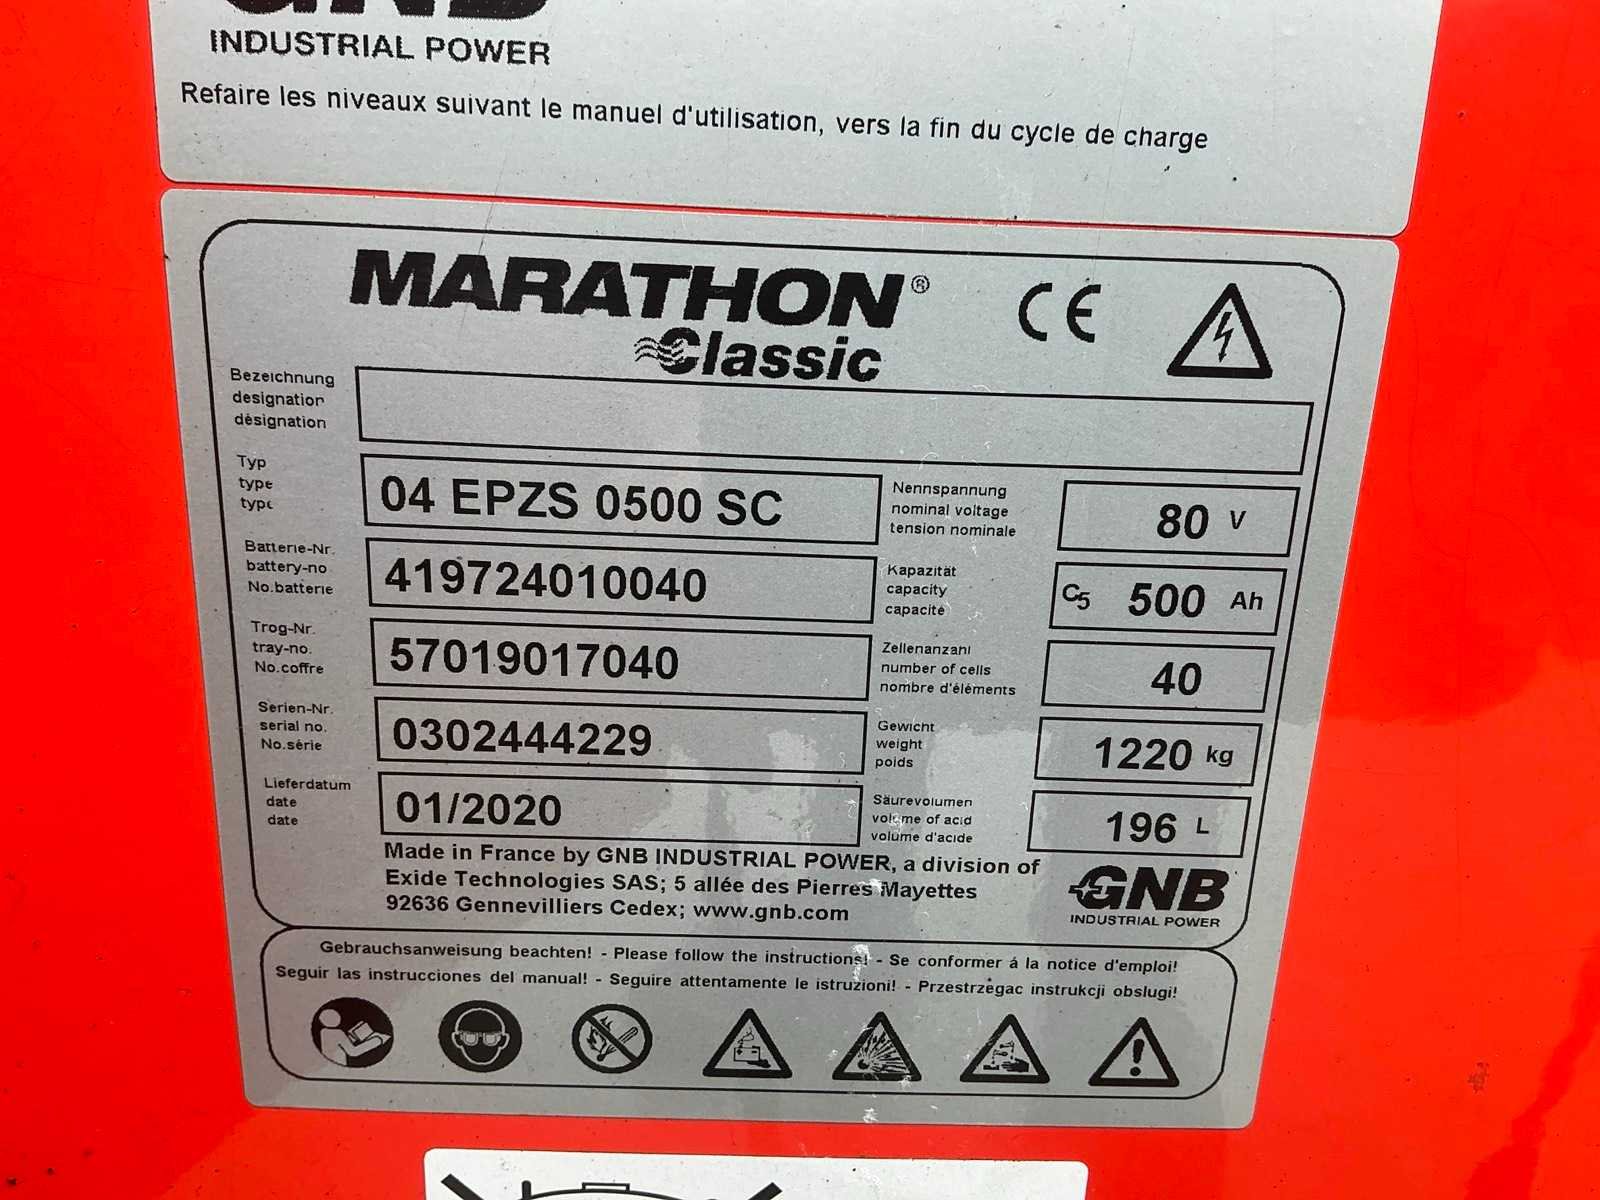 GNB
INDUSTRIAL POWER
Refaire les niveaux suivant le manuel d'utilisation, vers la fin du cycle de charge
MARATHON®
Classic
CE
Bezeichnung
designation
désignation
Typ
type
type
04 EPZS 0500 SC
Nennspannung
nominal voltage
tension nominale
80 V
Batterie-Nr.
battery-no
No.batterie
419724010040
Kapazität
capacity
capacité
C5 500 Ah
Trog-Nr.
tray-no.
No.coffre
57019017040
Zellenanzahl
number of cells
nombre d'éléments
40
Serien-Nr.
serial no.
No.série
0302444229
Gewicht
weight
poids
1220 kg
Lieferdatum
date
date
01/2020
Säurevolumen
volume of acid
volume d'acide
196 L
Made in France by GNB INDUSTRIAL POWER, a division of
Exide Technologies SAS; 5 allée des Pierres Mayettes
92636 Gennevilliers Cedex; www.gnb.com
GNB
INDUSTRIAL POWER
Gebrauchsanweisung beachten! - Please follow the instructions! - Se conformer á la notice d'emploi!
Seguir las instrucciones del manual! - Seguire attentamente le istruzioni! - Przestrzegac instrukcji obslugi!